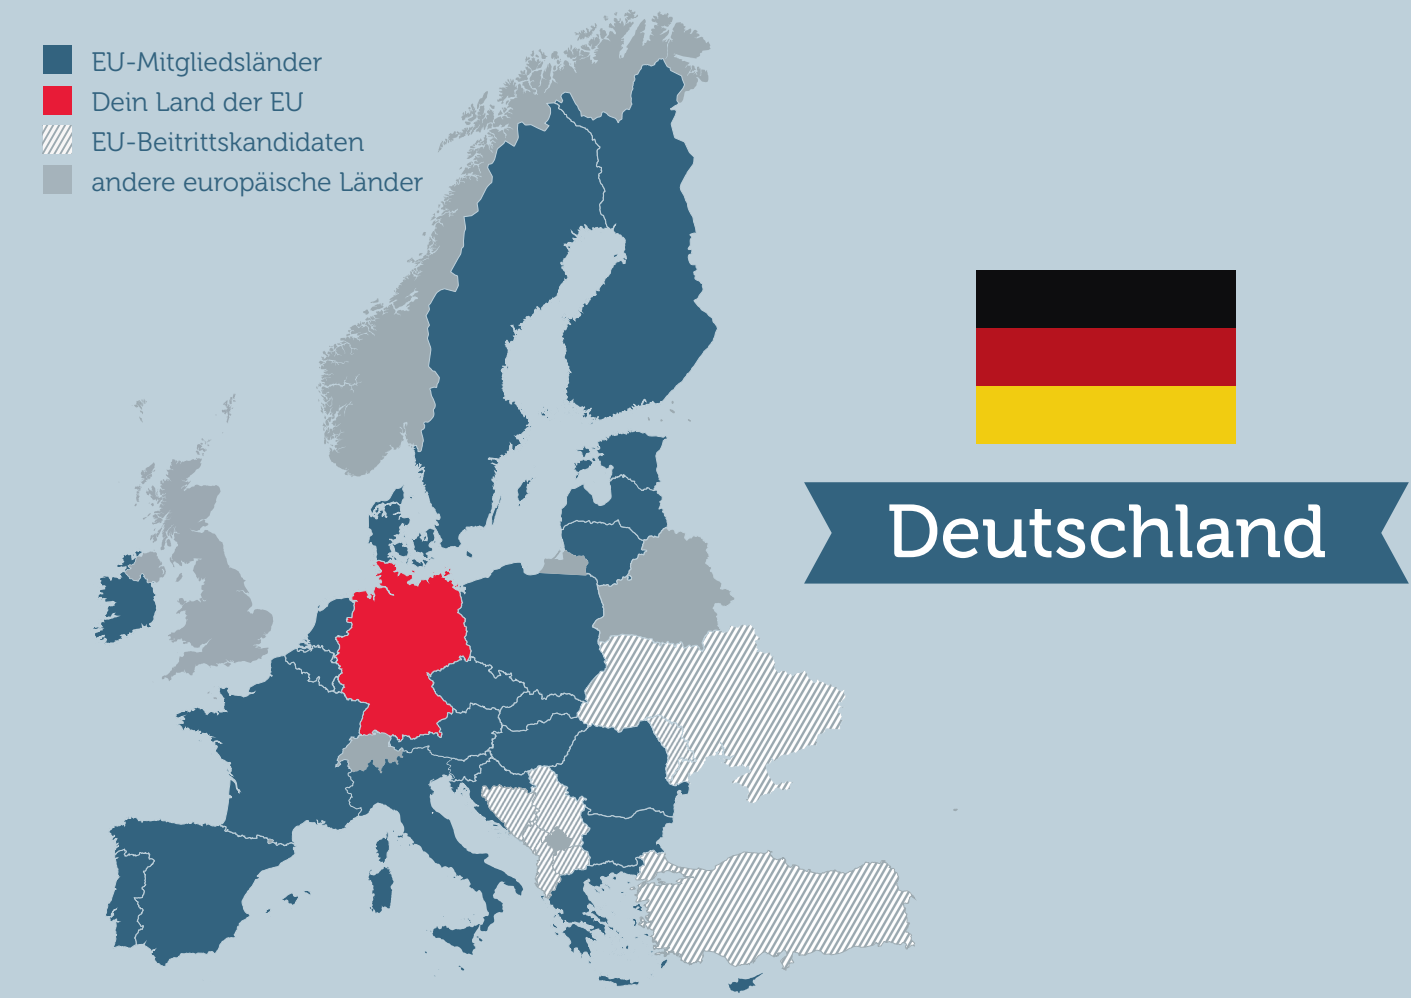 EU-Mitgliedsländer
Dein Land der EU
EU-Beitrittskandidaten
andere europäische Länder
Deutschland